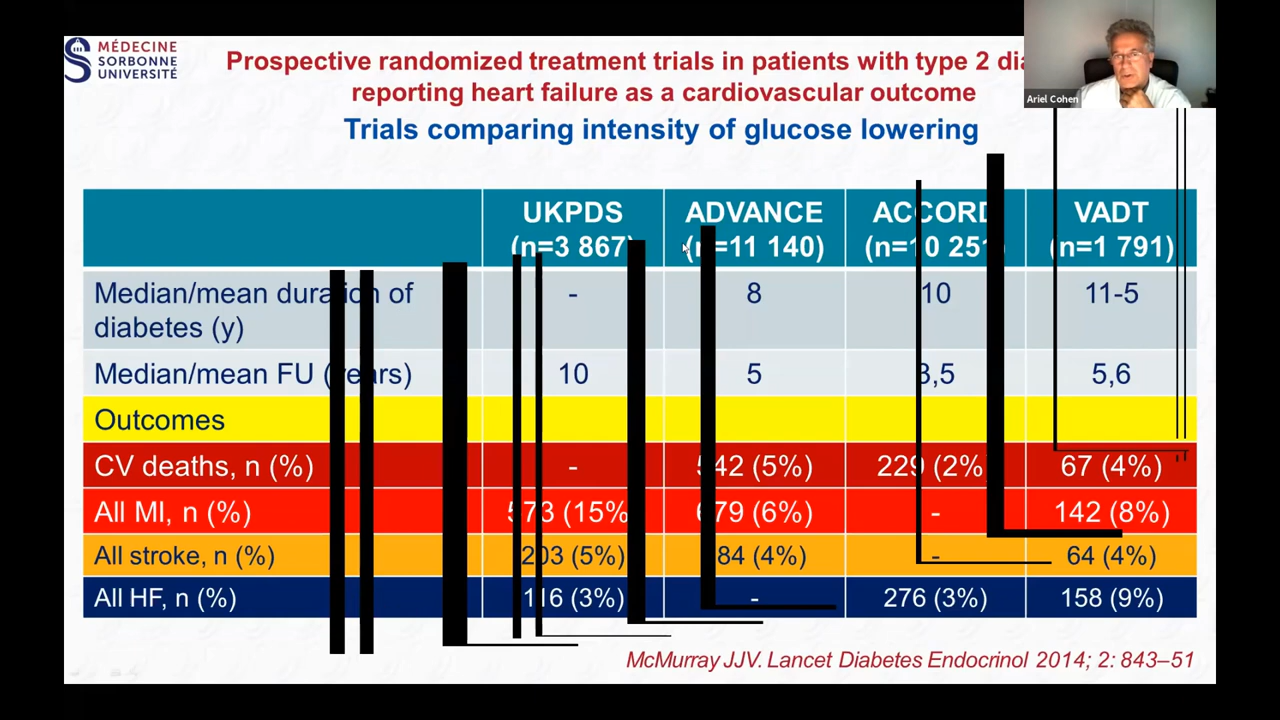 MÉDECINE
SORBONNE
UNIVERSITÉ
Prospective randomized treatment trials in patients with type 2
reporting heart failure as a cardiovascular outcome
Trials comparing intensity of glucose lowering
Ariel Cohen
UKPDS ADVANCE ACCORD VADT
(n=3 867) (n=11 140) (n=10 251) (n=1 791)
Median/mean duration of - 8 10 11-5
diabetes (y)
Median/mean FU (years) 10 5 3,5 5,6
Outcomes
CV deaths, n (%) - (5%) 229 (2%) 67 (4%)
All MI, n (%) 573 (15%) (6%) - 142 (8%)
All stroke, n (%) 203 (5%) (4%) - 64 (4%)
All HF, n (%) 116 (3%) - 276 (3%) 158 (9%)
McMurray JJV. Lancet Diabetes Endocrinol 2014; 2: 843–51